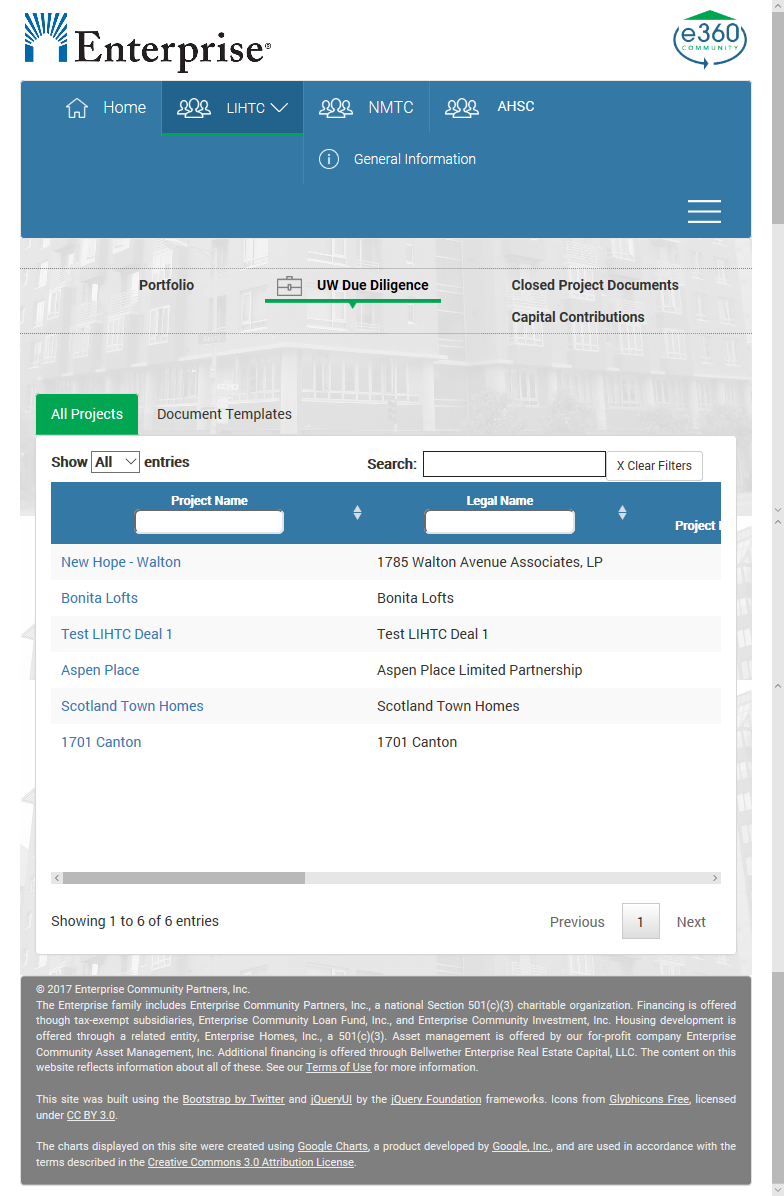 Enterprise®
e360
COMMUNITY
Home
LIHTC
NMTC
AHSC
General Information
Portfolio
UW Due Diligence
Closed Project Documents
Capital Contributions
All Projects
Document Templates
Show All entries
Search:
X Clear Filters
Project Name
Legal Name
Project
New Hope - Walton
1785 Walton Avenue Associates, LP
Bonita Lofts
Bonita Lofts
Test LIHTC Deal 1
Test LIHTC Deal 1
Aspen Place
Aspen Place Limited Partnership
Scotland Town Homes
Scotland Town Homes
1701 Canton
1701 Canton
Showing 1 to 6 of 6 entries
Previous
1
Next
© 2017 Enterprise Community Partners, Inc.
The Enterprise family includes Enterprise Community Partners, Inc., a national Section 501(c)(3) charitable organization. Financing is offered
though tax-exempt subsidiaries, Enterprise Community Loan Fund, Inc., and Enterprise Community Investment, Inc. Housing development is
offered through a related entity, Enterprise Homes, Inc., a 501(c)(3). Asset management is offered by our for-profit company Enterprise
Community Asset Management, Inc. Additional financing is offered through Bellwether Enterprise Real Estate Capital, LLC. The content on this
website reflects information about all of these. See our Terms of Use for more information.
This site was built using the Bootstrap by Twitter and jQueryUI by the jQuery Foundation frameworks. Icons from Glyphicons Free, licensed
under CC BY 3.0.
The charts displayed on this site were created using Google Charts, a product developed by Google, Inc., and are used in accordance with the
terms described in the Creative Commons 3.0 Attribution License.